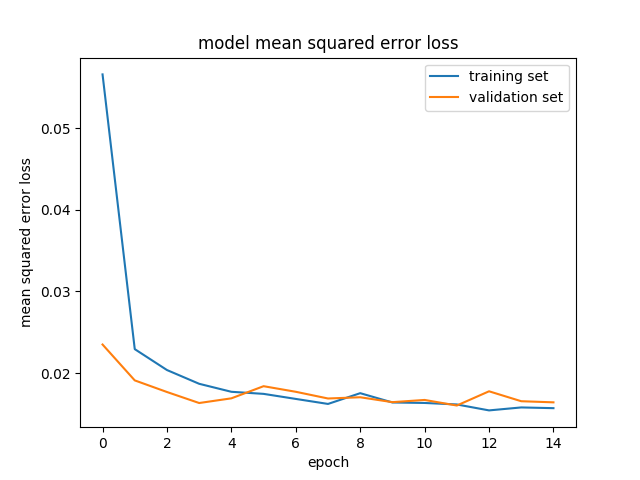 model mean squared error loss
training set
validation set
0.05
0.04
0.03
0.02
mean squared error loss
0 2 4 6 8 10 12 14
epoch